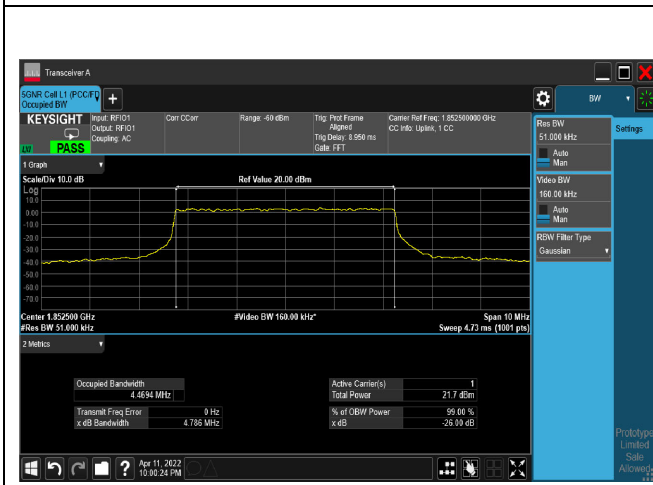 Transceiver A
5GNR Cell L1 (PCC/FD
Occupied BW
BW
KEYSIGHT
LXI
PASS
Input: RFIO1
Output: RFIO1
Coupling: AC
Corr CCorr
Range: -60 dBm
Trig: Prot Frame
Aligned
Trig Delay: 8.950 ms
Gate: FFT
Carrier Ref Freq: 1.852500000 GHz
CC Info: Uplink, 1 CC
1 Graph
Scale/Div 10.0 dB
Ref Value 20.00 dBm
Log
10.0
0.00
-10.0
-20.0
-30.0
-40.0
-50.0
-60.0
-70.0
Center 1.852500 GHz
#Video BW 160.00 kHz*
Span 10 MHz
#Res BW 51.000 kHz
Sweep 4.73 ms (1001 pts)
2 Metrics
Occupied Bandwidth
4.4694 MHz
Transmit Freq Error 0 Hz
x dB Bandwidth 4.786 MHz
Active Carrier(s) 1
Total Power 21.7 dBm
% of OBW Power 99.00 %
x dB -26.00 dB
Res BW
51.000 kHz
Auto
Man
Video BW
160.00 kHz
Auto
Man
RBW Filter Type
Gaussian
Settings
Prototype
Limited
Sale
Allowed
?
Apr 11, 2022
10:00:24 PM